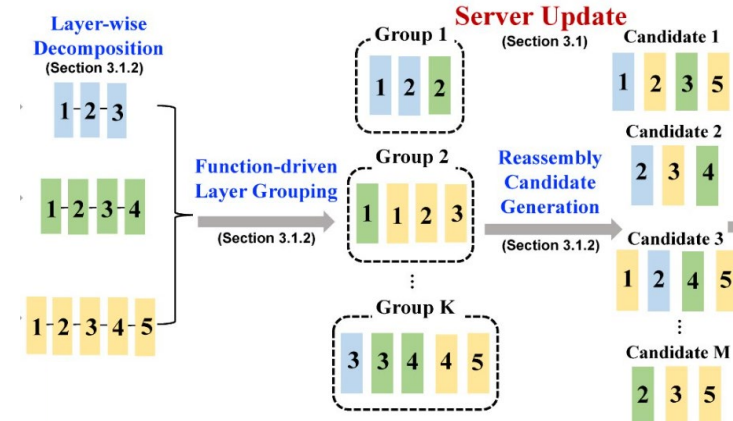 Layer-wise
Decomposition
(Section 3.1.2)
1-2-3
1-2-3-4
1-2-3-4-5
Function-driven
Layer Grouping
(Section 3.1.2)
Server Update
(Section 3.1)
Group 1
1 2 2
Group 2
1 1 2 3
⋮
Group K
3 3 4 4 5
Reassembly
Candidate
Generation
(Section 3.1.2)
Candidate 1
1 2 3 5
Candidate 2
2 3 4
Candidate 3
1 2 4 5
⋮
Candidate M
2 3 5